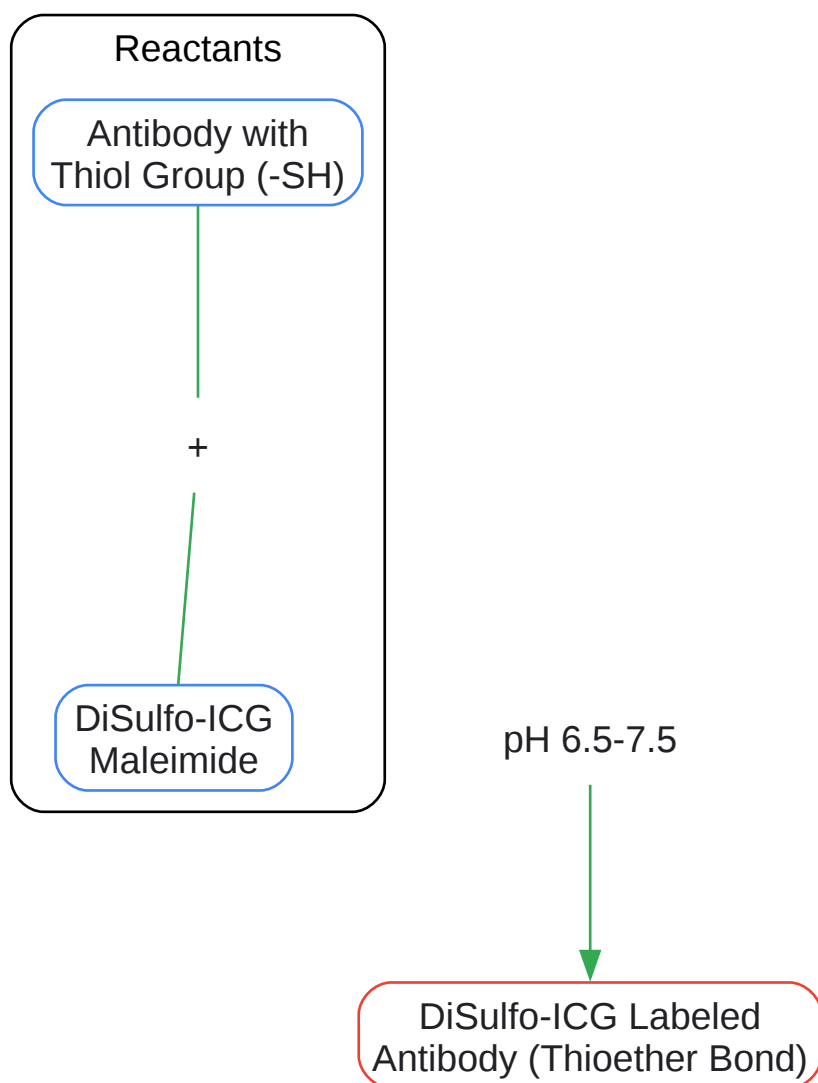 Reactants
Antibody with
Thiol Group (-SH)
+
DiSulfo-ICG
Maleimide
pH 6.5-7.5
DiSulfo-ICG Labeled
Antibody (Thioether Bond)